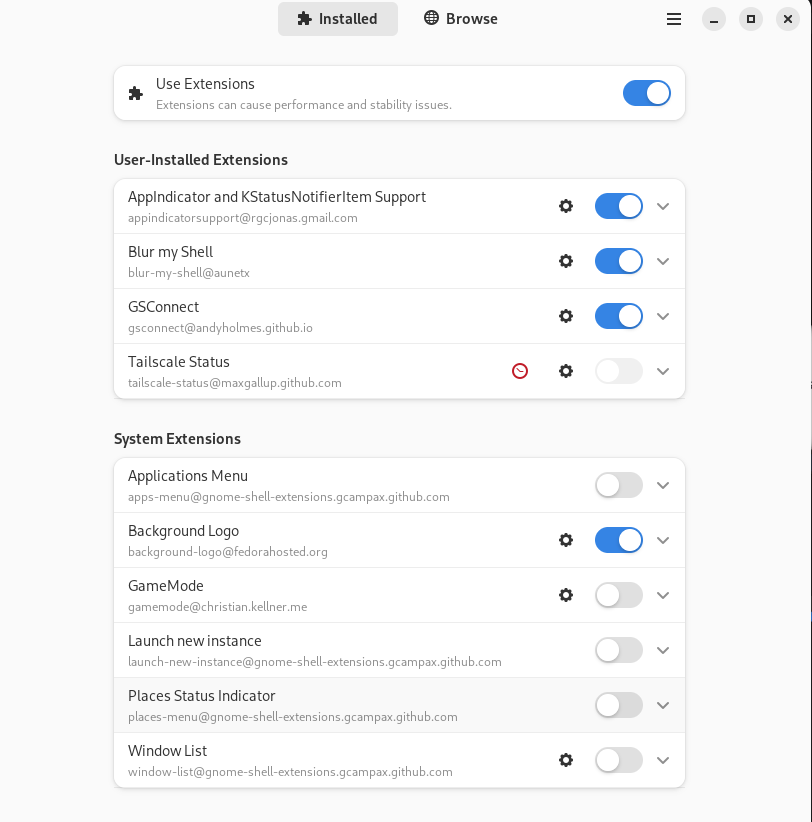 Installed
Browse
Use Extensions
Extensions can cause performance and stability issues.
User-Installed Extensions
AppIndicator and KStatusNotifierItem Support
appindicatorsupport@rgcjonas.gmail.com
Blur my Shell
blur-my-shell@aunetx
GSConnect
gsconnect@andyholmes.github.io
Tailscale Status
tailscale-status@maxgallup.github.com
System Extensions
Applications Menu
apps-menu@gnome-shell-extensions.gcampax.github.com
Background Logo
background-logo@fedorahosted.org
GameMode
gamemode@christian.kellner.me
Launch new instance
launch-new-instance@gnome-shell-extensions.gcampax.github.com
Places Status Indicator
places-menu@gnome-shell-extensions.gcampax.github.com
Window List
window-list@gnome-shell-extensions.gcampax.github.com